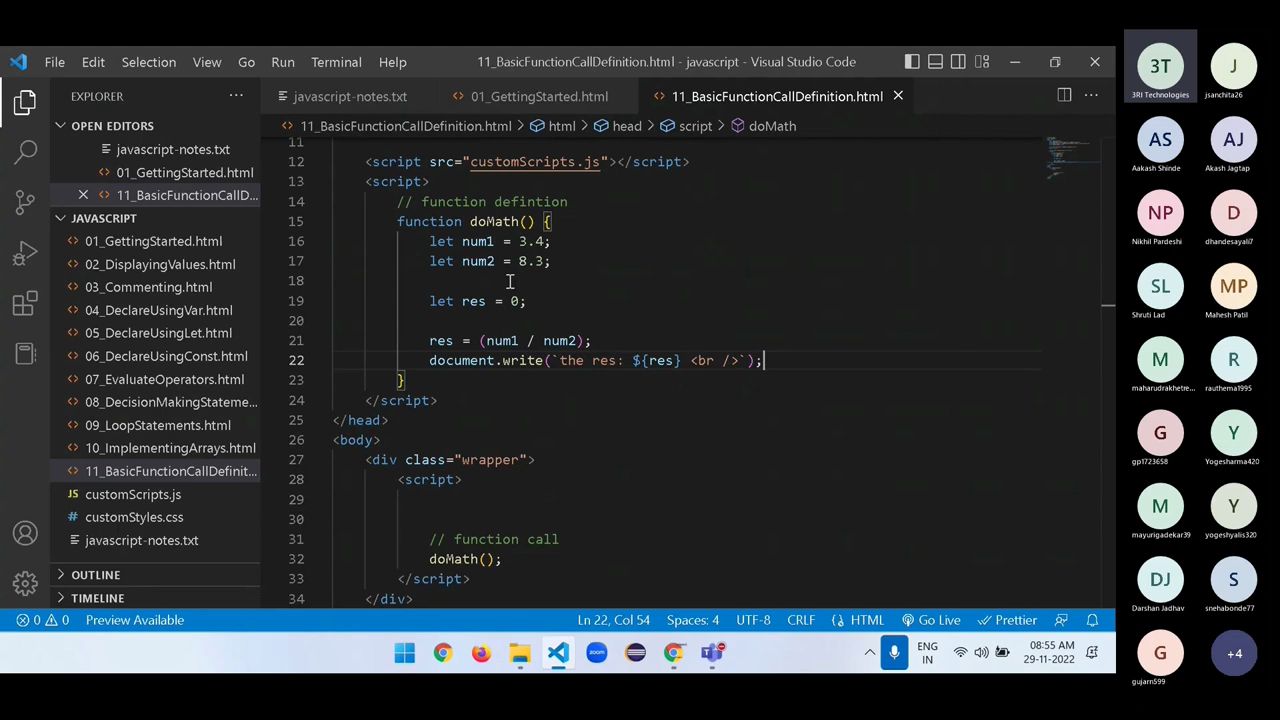 File Edit Selection View Go Run Terminal Help
11_BasicFunctionCallDefinition.html - javascript - Visual Studio Code
EXPLORER
OPEN EDITORS
javascript-notes.txt
01_GettingStarted.html
11_BasicFunctionCallD...
JAVASCRIPT
01_GettingStarted.html
02_DisplayingValues.html
03_Commenting.html
04_DeclareUsingVar.html
05_DeclareUsingLet.html
06_DeclareUsingConst.html
07_EvaluateOperators.html
08_DecisionMakingStateme...
09_LoopStatements.html
10_ImplementingArrays.html
11_BasicFunctionCallDefinit...
customScripts.js
customStyles.css
javascript-notes.txt
OUTLINE
TIMELINE
javascript-notes.txt 01_GettingStarted.html 11_BasicFunctionCallDefinition.html
11_BasicFunctionCallDefinition.html > html > head > script > doMath
11
12 <script src="customScripts.js"></script>
13 <script>
14 // function defintion
15 function doMath() {
16 let num1 = 3.4;
17 let num2 = 8.3;
18
19 let res = 0;
20
21 res = (num1 / num2);
22 document.write(`the res: ${res} <br />`);
23 }
24 </script>
25 </head>
26 <body>
27 <div class="wrapper">
28 <script>
29
30
31 // function call
32 doMath();
33 </script>
34 </div>
0 0 Preview Available Ln 22, Col 54 Spaces: 4 UTF-8 CRLF HTML Go Live Prettier
zoom
ENG
IN
08:55 AM
29-11-2022
3T
3RI Technologies
J
jsanchita26
AS
Aakash Shinde
AJ
Akash Jagtap
NP
Nikhil Pardeshi
D
dhandesayali7
SL
Shruti Lad
MP
Mahesh Patil
M
maharudrakhetre...
R
rauthema1995
G
gp1723658
Y
Yogesharma420
M
mayurigadekar39
Y
yogeshyalis320
DJ
Darshan Jadhav
S
snehabonde77
G
gujarn599
+4